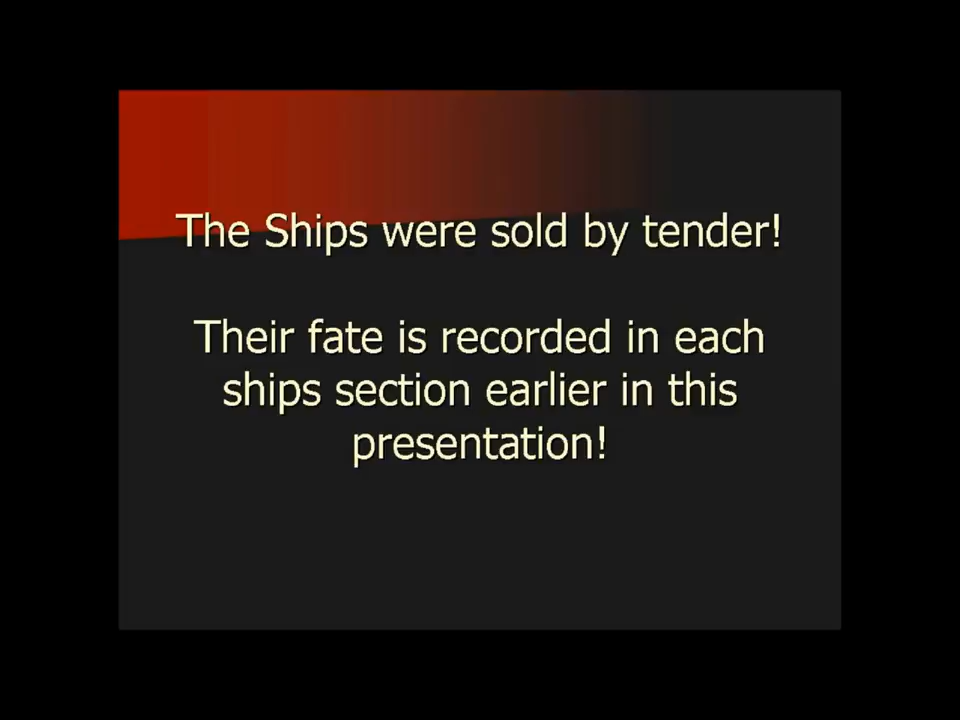 The Ships were sold by tender!
Their fate is recorded in each
ships section earlier in this
presentation!